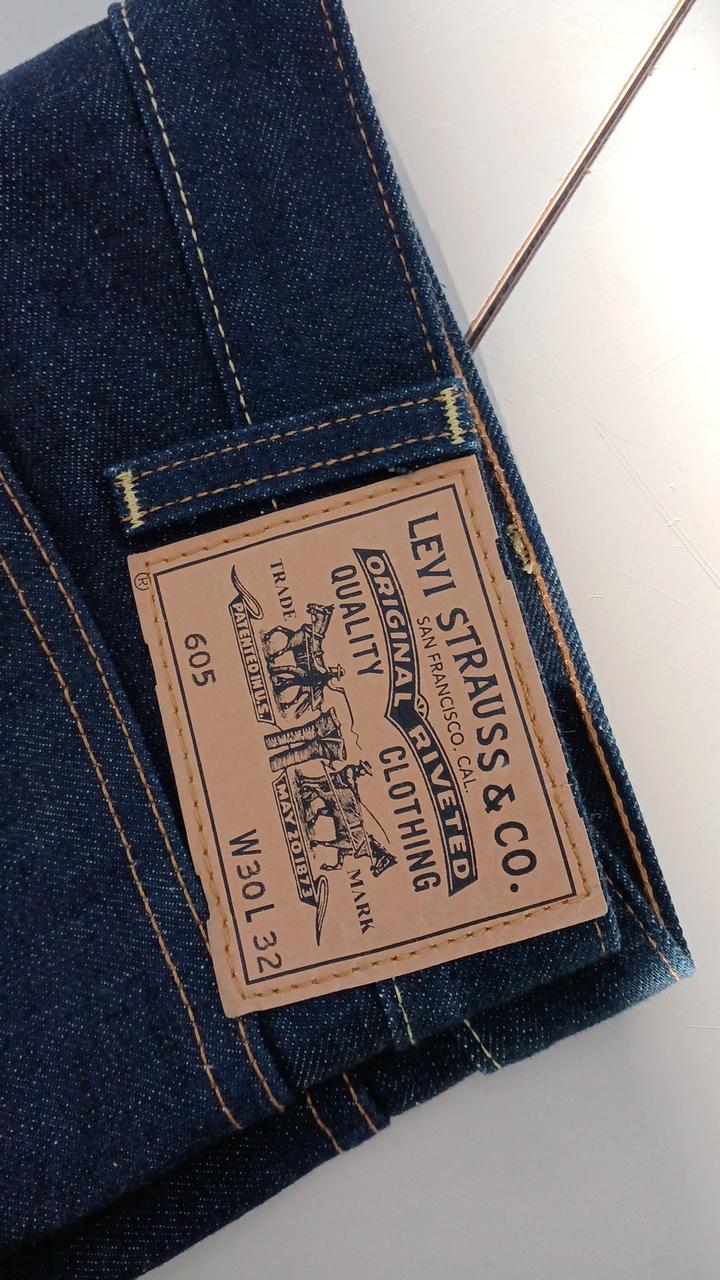 LEVI STRAUSS & CO.
SAN FRANCISCO, CAL.
ORIGINAL RIVETED
QUALITY CLOTHING
TRADE MARK
PATENTED IN U.S. MAY 20 1873
605
W30 L 32
®